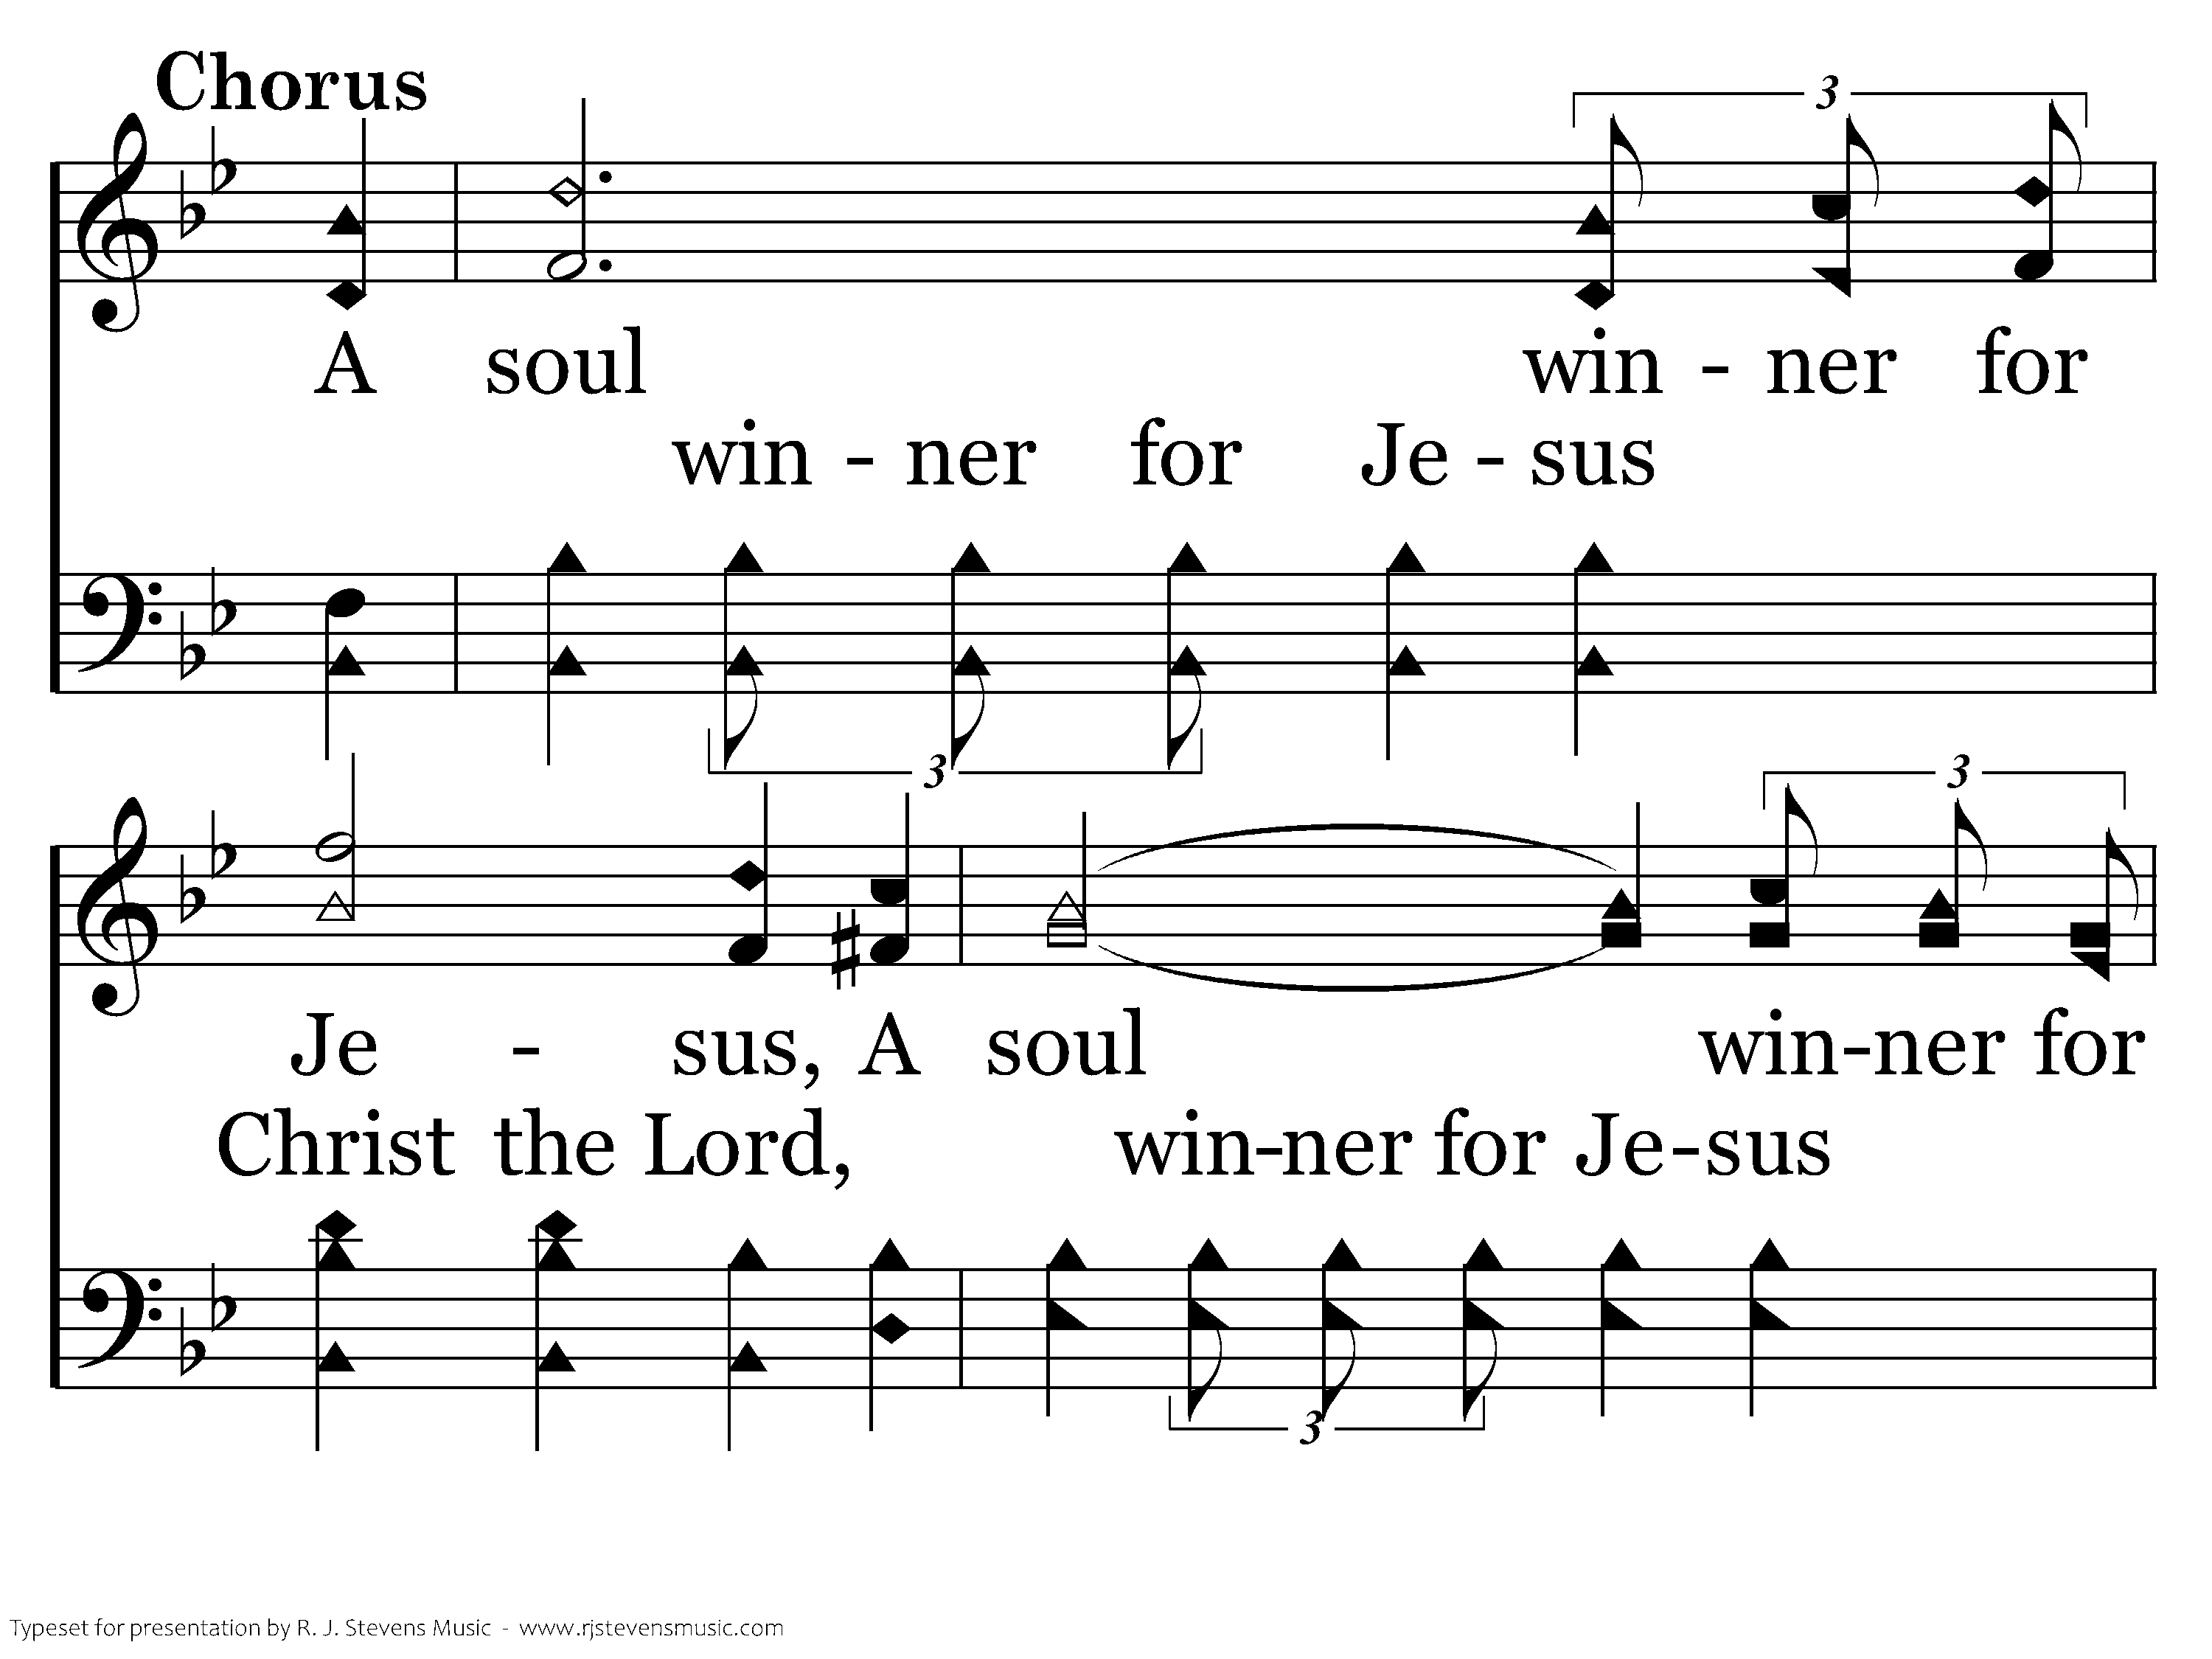 Chorus
3
A soul win - ner for
win - ner for Je - sus
3
3
Je - sus, A soul win-ner for
Christ the Lord, win-ner for Je-sus
3
Typeset for presentation by R. J. Stevens Music - www.rjstevensmusic.com